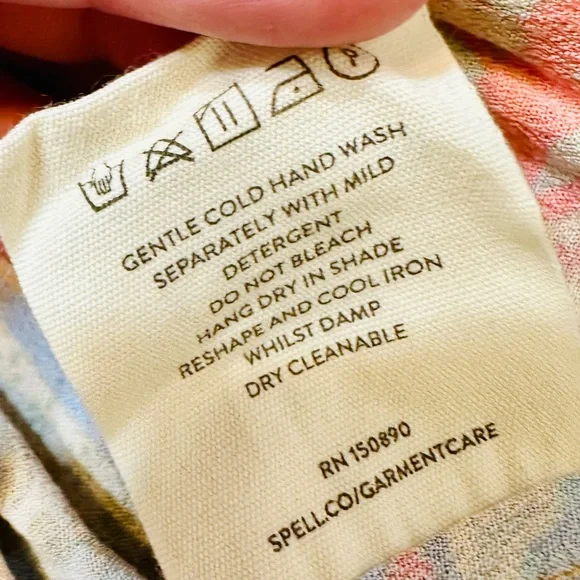 P
GENTLE COLD HAND WASH
SEPARATELY WITH MILD
DETERGENT
DO NOT BLEACH
HANG DRY IN SHADE
RESHAPE AND COOL IRON
WHILST DAMP
DRY CLEANABLE
RN 150890
SPELL.CO/GARMENTCARE